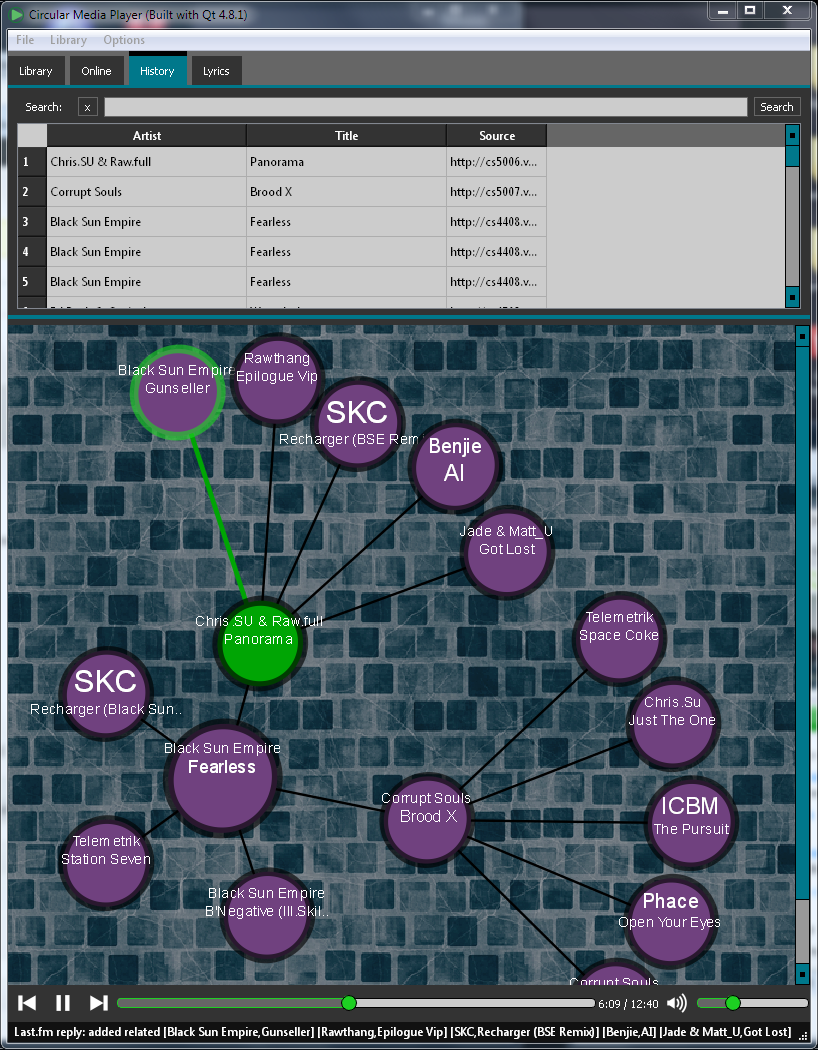 Circular Media Player (Built with Qt 4.8.1)
File Library Options
Library Online History Lyrics
Search: x Search
Artist Title Source
1 Chris.SU & Raw.full Panorama http://cs5006.v...
2 Corrupt Souls Brood X http://cs5007.v...
3 Black Sun Empire Fearless http://cs4408.v...
4 Black Sun Empire Fearless http://cs4408.v...
5 Black Sun Empire Fearless http://cs4408.v...
Black Sun Empire
Gunseller
Rawthang
Epilogue Vip
SKC
Recharger (BSE Rem
Benjie
AI
Jade & Matt_U
Got Lost
Chris.SU & Raw.full
Panorama
Telemetrik
Space Coke
SKC
Recharger (Black Sun..
Chris.Su
Just The One
Black Sun Empire
Fearless
Corrupt Souls
Brood X
ICBM
The Pursuit
Telemetrik
Station Seven
Black Sun Empire
B'Negative (Ill.Skil..
Phace
Open Your Eyes
Corrupt Souls
6:09 / 12:40
Last.fm reply: added related [Black Sun Empire,Gunseller] [Rawthang,Epilogue Vip] [SKC,Recharger (BSE Remix)] [Benjie,AI] [Jade & Matt_U,Got Lost]